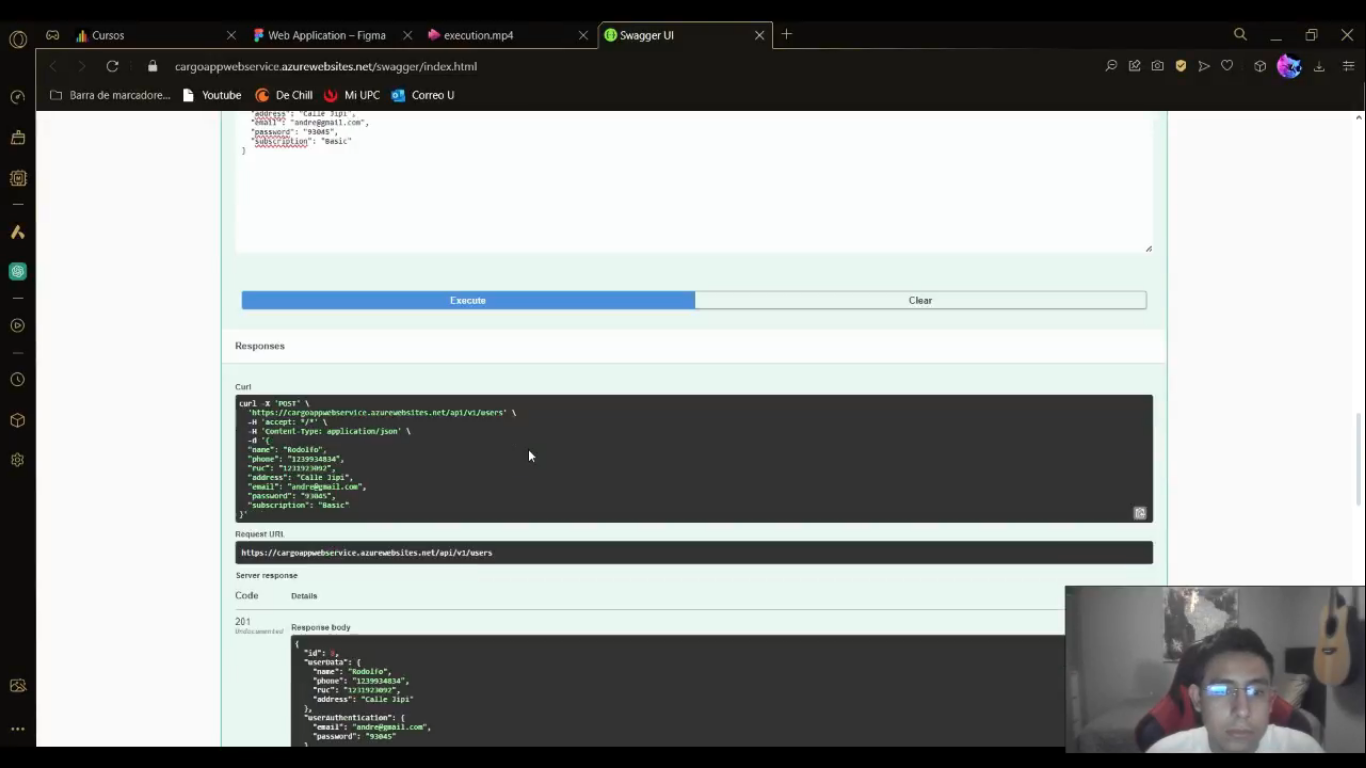 Cursos
Web Application – Figma
execution.mp4
Swagger UI
cargoappwebservice.azurewebsites.net/swagger/index.html
Barra de marcadore...
Youtube
De Chill
Mi UPC
Correo U
"address": "Calle Jipi",
"email": "andre@gmail.com",
"password": "93045",
"subscription": "Basic"
}
Execute
Clear
Responses
Curl
curl -X 'POST' \
'https://cargoappwebservice.azurewebsites.net/api/v1/users' \
-H 'accept: */*' \
-H 'Content-Type: application/json' \
-d '{
"name": "Rodolfo",
"phone": "1239934834",
"ruc": "1231923092",
"address": "Calle Jipi",
"email": "andre@gmail.com",
"password": "93045",
"subscription": "Basic"
}'
Request URL
https://cargoappwebservice.azurewebsites.net/api/v1/users
Server response
Code
Details
201
Undocumented
Response body
{
"id":
"userData": {
"name": "Rodolfo",
"phone": "1239934834",
"ruc": "1231923092",
"address": "Calle Jipi"
},
"userauthentication": {
"email": "andre@gmail.com",
"password": "93045"